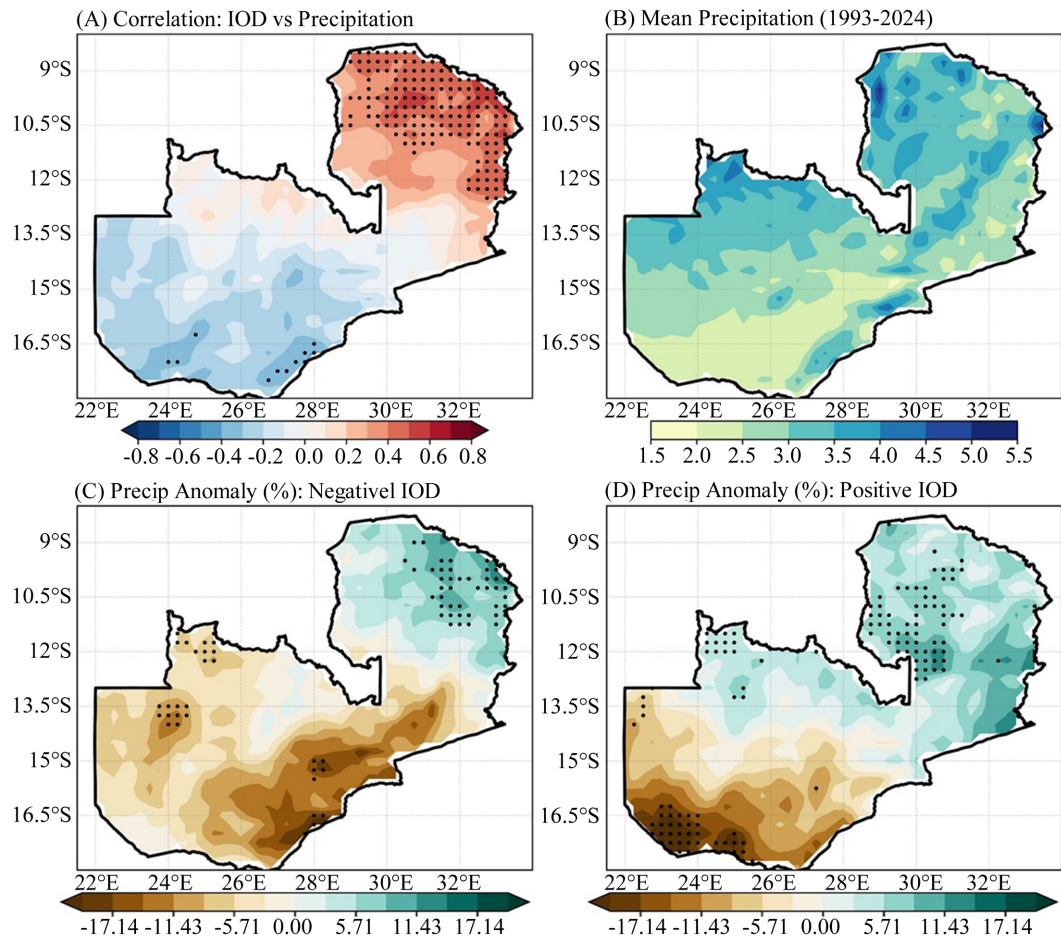 (A) Correlation: IOD vs Precipitation
(B) Mean Precipitation (1993-2024)
9°S
10.5°S
12°S
13.5°S
15°S
16.5°S
22°E 24°E 26°E 28°E 30°E 32°E
-0.8 -0.6 -0.4 -0.2 0.0 0.2 0.4 0.6 0.8
9°S
10.5°S
12°S
13.5°S
15°S
16.5°S
22°E 24°E 26°E 28°E 30°E 32°E
1.5 2.0 2.5 3.0 3.5 4.0 4.5 5.0 5.5
(C) Precip Anomaly (%): Negativel IOD
(D) Precip Anomaly (%): Positive IOD
9°S
10.5°S
12°S
13.5°S
15°S
16.5°S
22°E 24°E 26°E 28°E 30°E 32°E
-17.14 -11.43 -5.71 0.00 5.71 11.43 17.14
9°S
10.5°S
12°S
13.5°S
15°S
16.5°S
22°E 24°E 26°E 28°E 30°E 32°E
-17.14 -11.43 -5.71 0.00 5.71 11.43 17.14